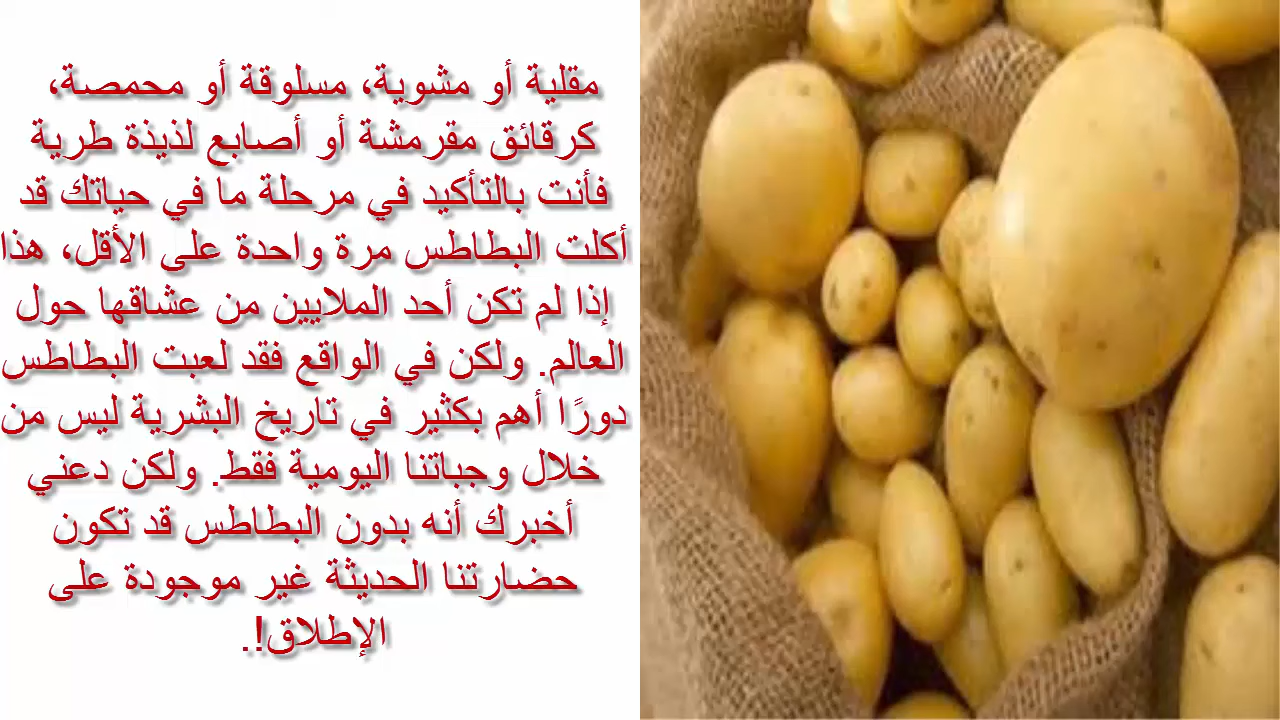 مقلية أو مشوية، مسلوقة أو محمصة،
كرقائق مقرمشة أو أصابع لذيذة طرية
فأنت بالتأكيد في مرحلة ما في حياتك قد
أكلت البطاطس مرة واحدة على الأقل، هذا
إذا لم تكن أحد الملايين من عشاقها حول
العالم. ولكن في الواقع فقد لعبت البطاطس
دورًا أهم بكثير في تاريخ البشرية ليس من
خلال وجباتنا اليومية فقط. ولكن دعني
أخبرك أنه بدون البطاطس قد تكون
حضارتنا الحديثة غير موجودة على
الإطلاق!.